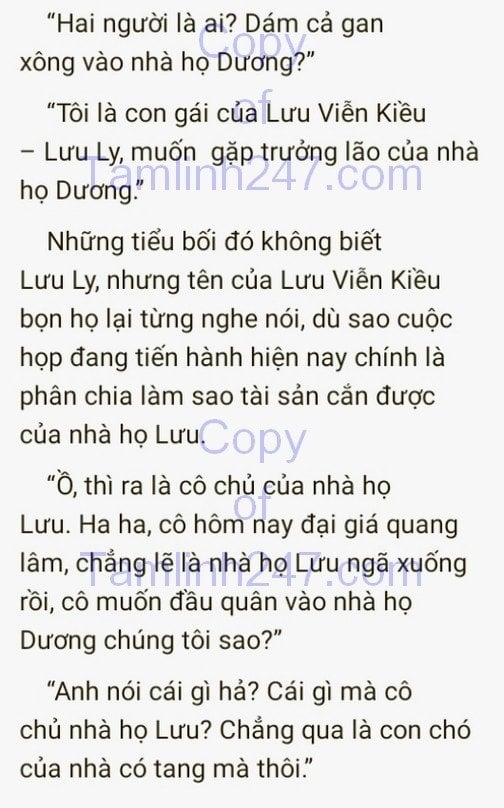 “Hai người là ai? Dám cả gan
xông vào nhà họ Dương?”
“Tôi là con gái của Lưu Viễn Kiều
– Lưu Ly, muốn gặp trưởng lão của nhà
họ Dương.”
Những tiểu bối đó không biết
Lưu Ly, nhưng tên của Lưu Viễn Kiều
bọn họ lại từng nghe nói, dù sao cuộc
họp đang tiến hành hiện nay chính là
phân chia làm sao tài sản cắn được
của nhà họ Lưu.
“Ồ, thì ra là cô chủ của nhà họ
Lưu. Ha ha, cô hôm nay đại giá quang
lâm, chẳng lẽ là nhà họ Lưu ngã xuống
rồi, cô muốn đầu quân vào nhà họ
Dương chúng tôi sao?”
“Anh nói cái gì hả? Cái gì mà cô
chủ nhà họ Lưu? Chẳng qua là con chó
của nhà có tang mà thôi.”
Copy
of
Tamlinh247.com
Copy
of
Tamlinh247.com